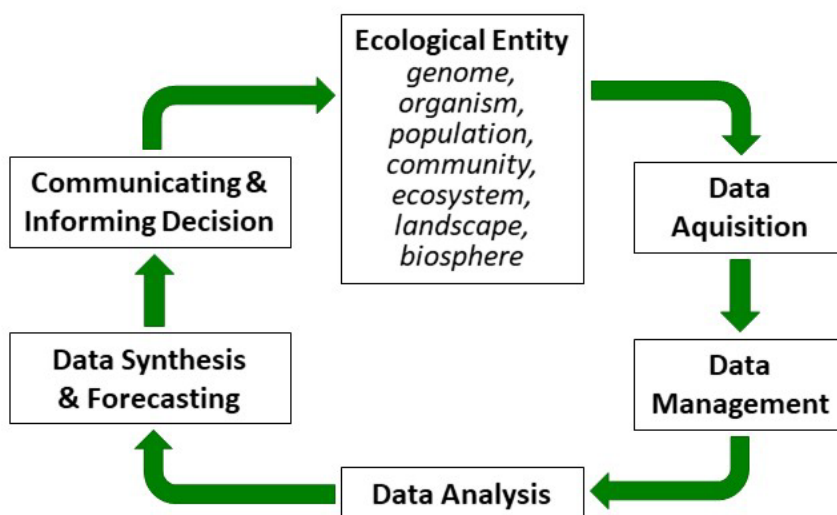 Ecological Entity
genome,
organism,
population,
community,
ecosystem,
landscape,
biosphere
Data
Aquisition
Data
Management
Data Analysis
Data Synthesis
& Forecasting
Communicating &
Informing Decision